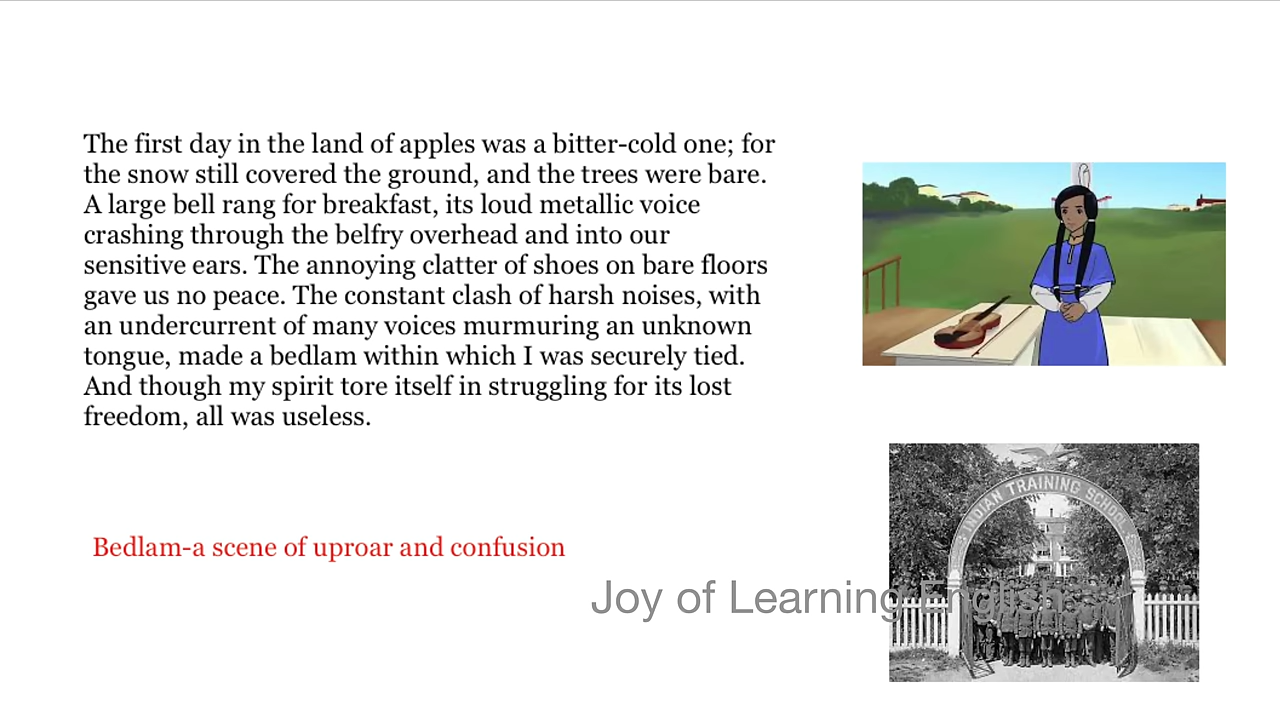 The first day in the land of apples was a bitter-cold one; for
the snow still covered the ground, and the trees were bare.
A large bell rang for breakfast, its loud metallic voice
crashing through the belfry overhead and into our
sensitive ears. The annoying clatter of shoes on bare floors
gave us no peace. The constant clash of harsh noises, with
an undercurrent of many voices murmuring an unknown
tongue, made a bedlam within which I was securely tied.
And though my spirit tore itself in struggling for its lost
freedom, all was useless.
INDIAN TRAINING SCHOOL
Bedlam-a scene of uproar and confusion
Joy of Learning English